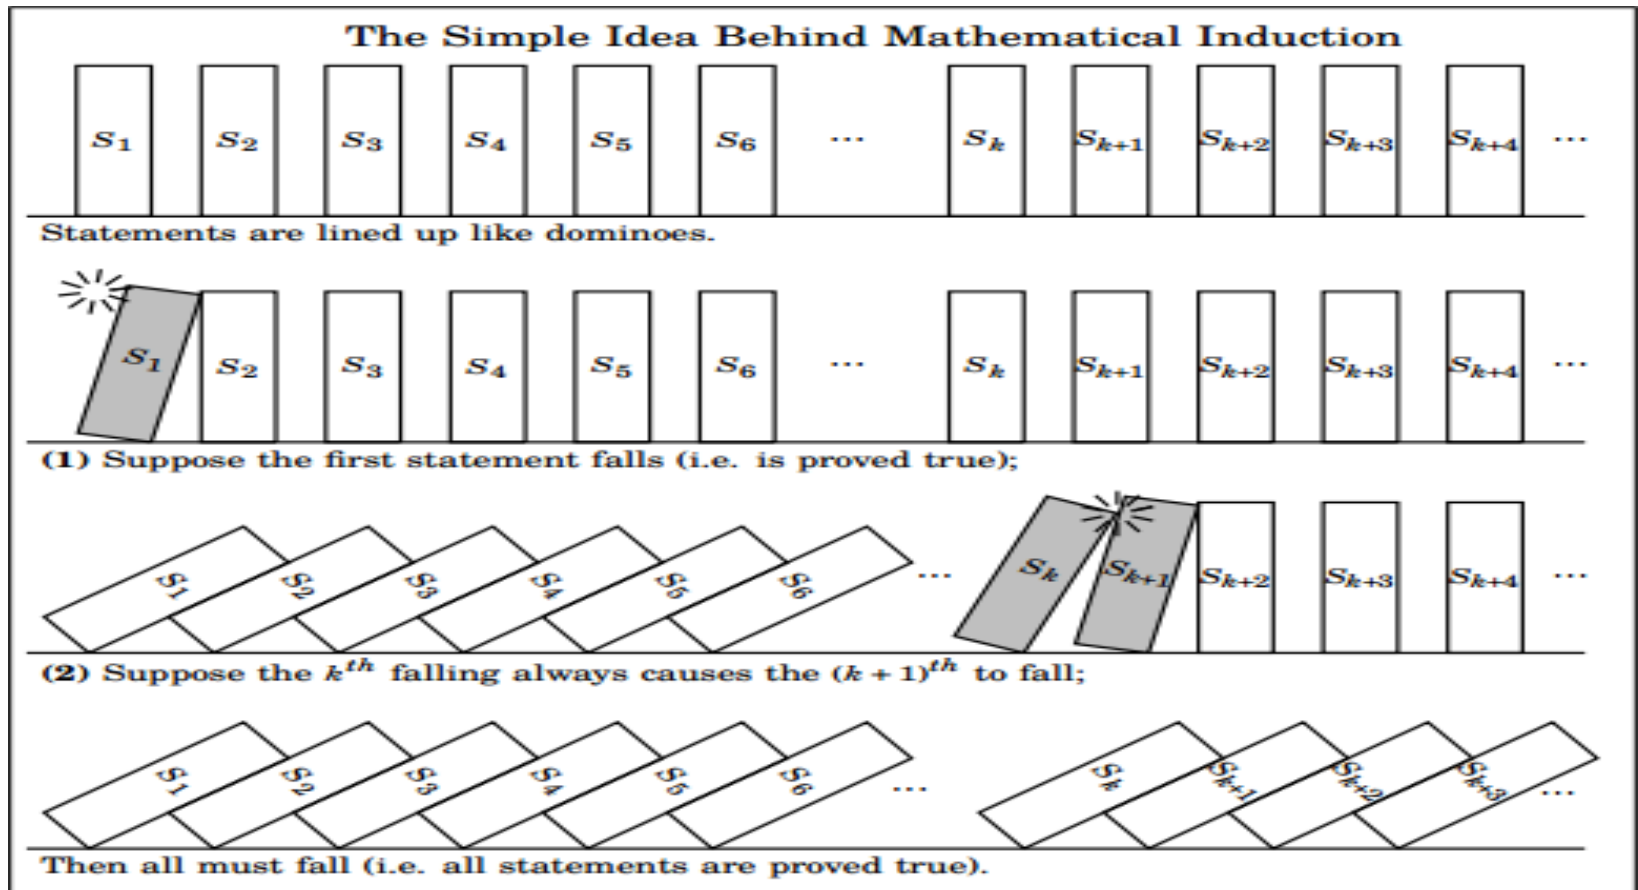 The Simple Idea Behind Mathematical Induction
S₁ S₂ S₃ S₄ S₅ S₆ ... Sₖ Sₖ₊₁ Sₖ₊₂ Sₖ₊₃ Sₖ₊₄ ...
Statements are lined up like dominoes.
S₁ S₂ S₃ S₄ S₅ S₆ ... Sₖ Sₖ₊₁ Sₖ₊₂ Sₖ₊₃ Sₖ₊₄ ...
(1) Suppose the first statement falls (i.e. is proved true);
S₁ S₂ S₃ S₄ S₅ S₆ ... Sₖ Sₖ₊₁ Sₖ₊₂ Sₖ₊₃ Sₖ₊₄ ...
(2) Suppose the kᵗʰ falling always causes the (k + 1)ᵗʰ to fall;
S₁ S₂ S₃ S₄ S₅ S₆ ... Sₖ Sₖ₊₁ Sₖ₊₂ Sₖ₊₃ ...
Then all must fall (i.e. all statements are proved true).